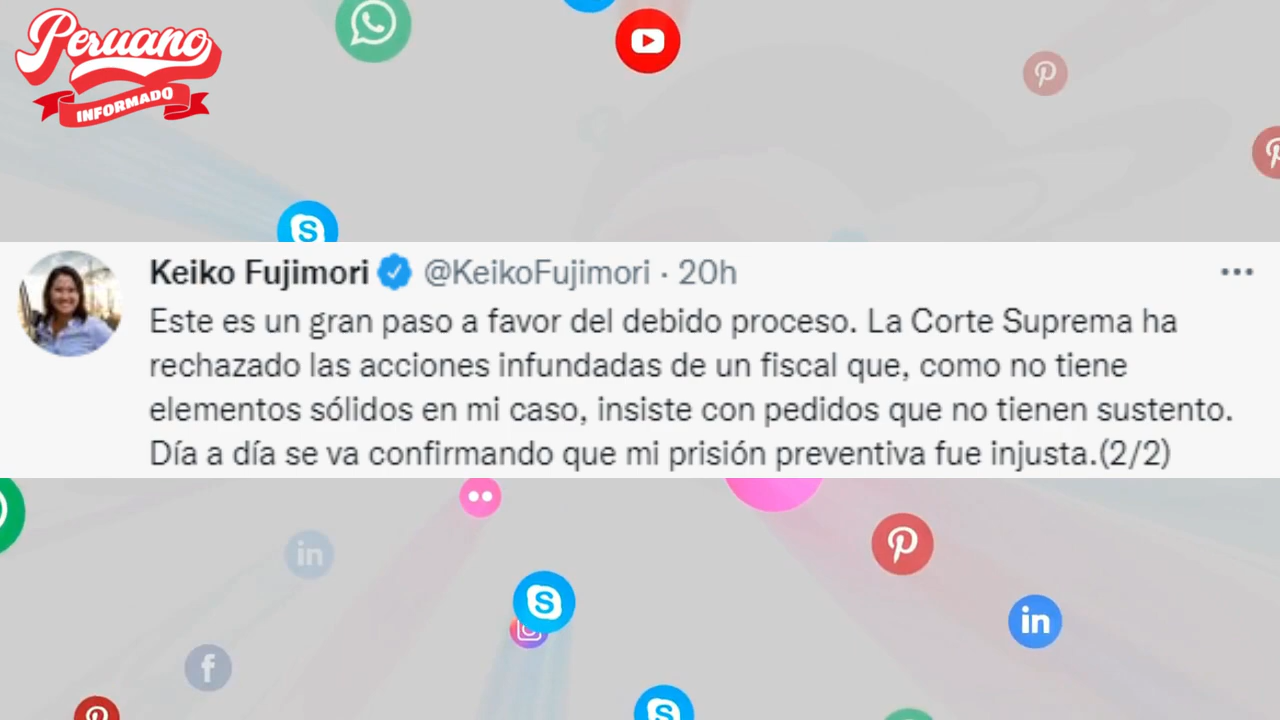 Peruano
INFORMADO
Keiko Fujimori @KeikoFujimori · 20h
Este es un gran paso a favor del debido proceso. La Corte Suprema ha
rechazado las acciones infundadas de un fiscal que, como no tiene
elementos sólidos en mi caso, insiste con pedidos que no tienen sustento.
Día a día se va confirmando que mi prisión preventiva fue injusta.(2/2)
in
in